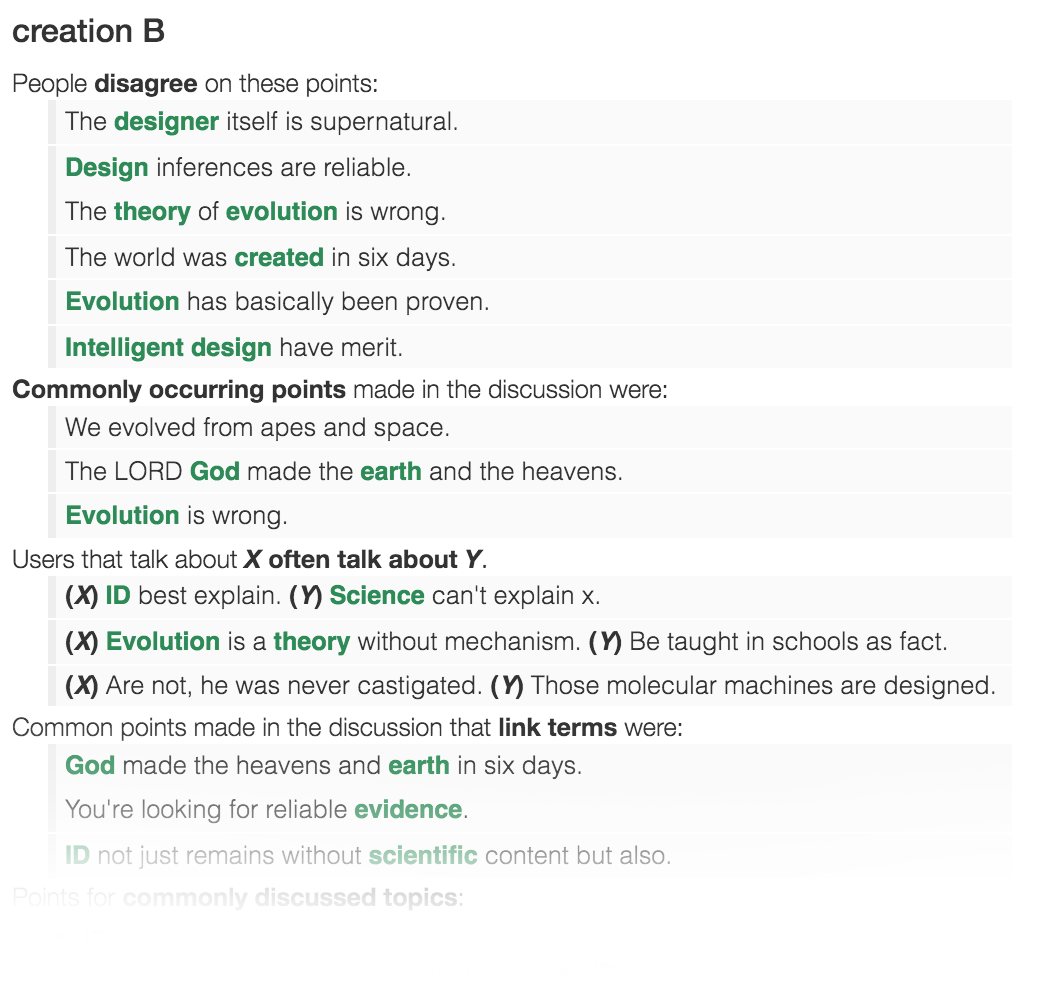 creation B
People disagree on these points:
The designer itself is supernatural.
Design inferences are reliable.
The theory of evolution is wrong.
The world was created in six days.
Evolution has basically been proven.
Intelligent design have merit.
Commonly occurring points made in the discussion were:
We evolved from apes and space.
The LORD God made the earth and the heavens.
Evolution is wrong.
Users that talk about X often talk about Y.
(X) ID best explain. (Y) Science can't explain x.
(X) Evolution is a theory without mechanism. (Y) Be taught in schools as fact.
(X) Are not, he was never castigated. (Y) Those molecular machines are designed.
Common points made in the discussion that link terms were:
God made the heavens and earth in six days.
You're looking for reliable evidence.
ID not just remains without scientific content but also.
Points for commonly discussed topics: